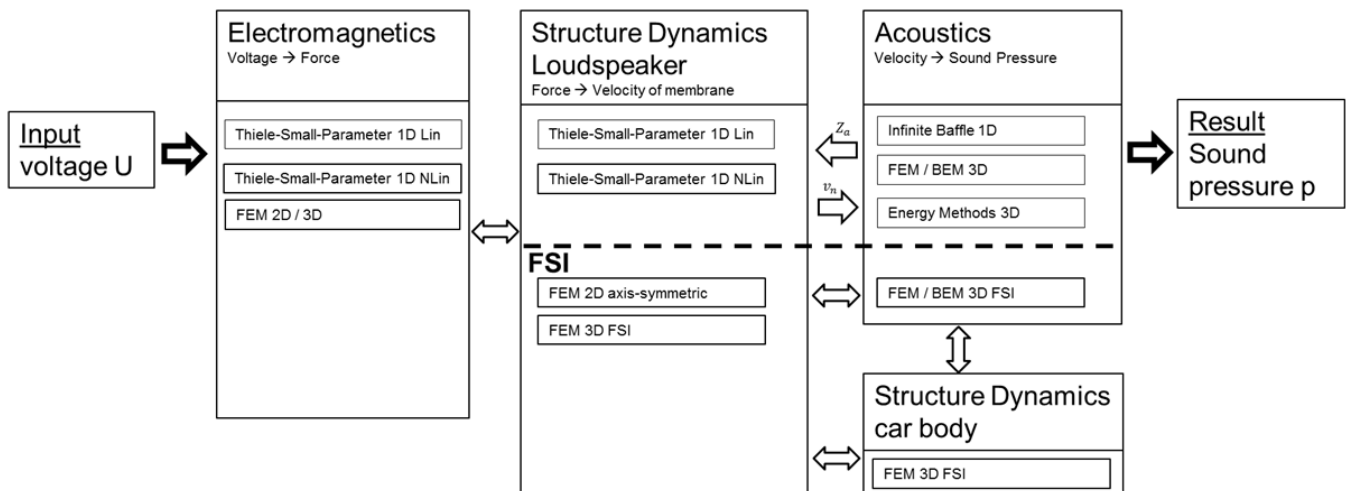 Input
voltage U
Electromagnetics
Voltage → Force
Thiele-Small-Parameter 1D Lin
Thiele-Small-Parameter 1D NLin
FEM 2D / 3D
Structure Dynamics
Loudspeaker
Force → Velocity of membrane
Thiele-Small-Parameter 1D Lin
Thiele-Small-Parameter 1D NLin
FSI
FEM 2D axis-symmetric
FEM 3D FSI
Z_a
v_n
Acoustics
Velocity → Sound Pressure
Infinite Baffle 1D
FEM / BEM 3D
Energy Methods 3D
FEM / BEM 3D FSI
Structure Dynamics
car body
FEM 3D FSI
Result
Sound
pressure p